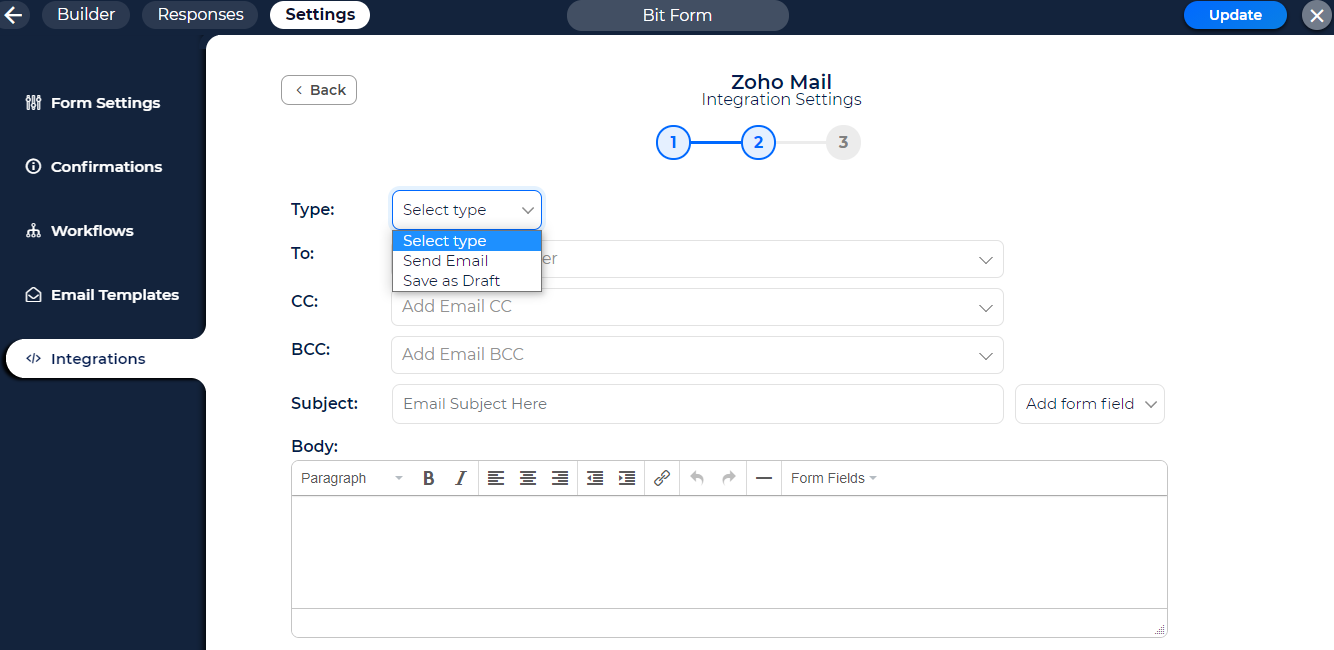 Builder Responses Settings Bit Form Update
Form Settings
Confirmations
Workflows
Email Templates
Integrations
Back
Zoho Mail
Integration Settings
1 2 3
Type: Select type
Select type
Send Email
Save as Draft
To:
CC: Add Email CC
BCC: Add Email BCC
Subject: Email Subject Here Add form field
Body:
Paragraph B I Form Fields